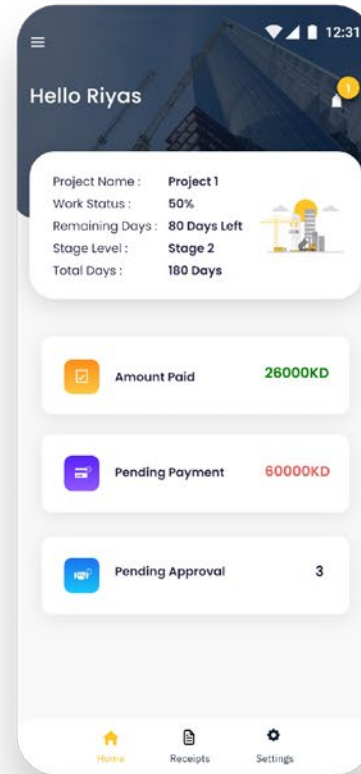 12:31
Hello Riyas
1
Project Name : Project 1
Work Status : 50%
Remaining Days : 80 Days Left
Stage Level : Stage 2
Total Days : 180 Days
Amount Paid 26000KD
Pending Payment 60000KD
Pending Approval 3
Home Receipts Settings